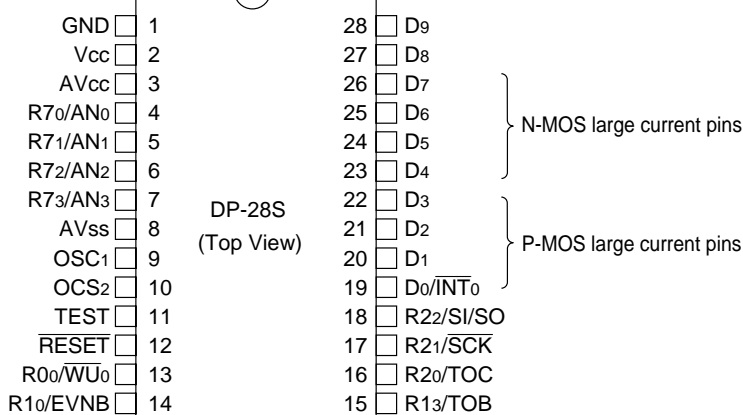 GND 1 28 D9
Vcc 2 27 D8
AVcc 3 26 D7
R70/AN0 4 25 D6
R71/AN1 5 24 D5
N-MOS large current pins
R72/AN2 6 23 D4
R73/AN3 7 22 D3
DP-28S
AVss 8 21 D2
(Top View)
P-MOS large current pins
OSC1 9 20 D1
OCS2 10 19 D0/INT0
TEST 11 18 R22/SI/SO
RESET 12 17 R21/SCK
R00/WU0 13 16 R20/TOC
R10/EVNB 14 15 R13/TOB